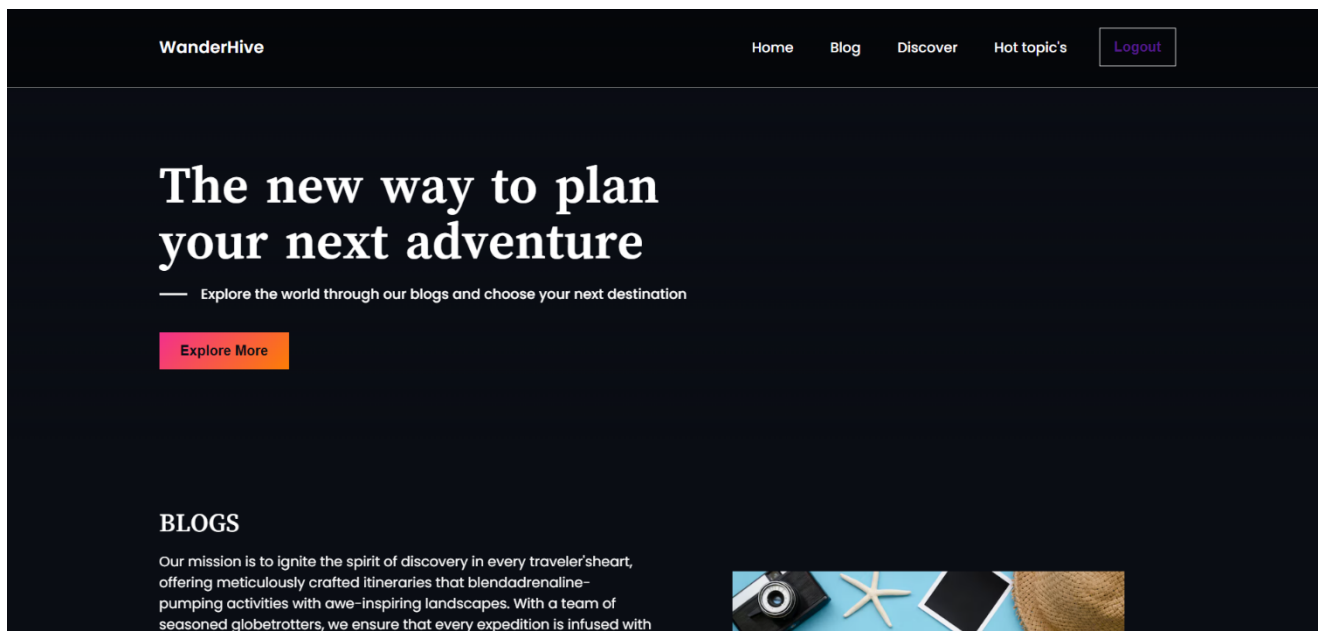 WanderHive
Home Blog Discover Hot topic's Logout
The new way to plan
your next adventure
Explore the world through our blogs and choose your next destination
Explore More
BLOGS
Our mission is to ignite the spirit of discovery in every traveler'sheart,
offering meticulously crafted itineraries that blendadrenaline-
pumping activities with awe-inspiring landscapes. With a team of
seasoned globetrotters, we ensure that every expedition is infused with